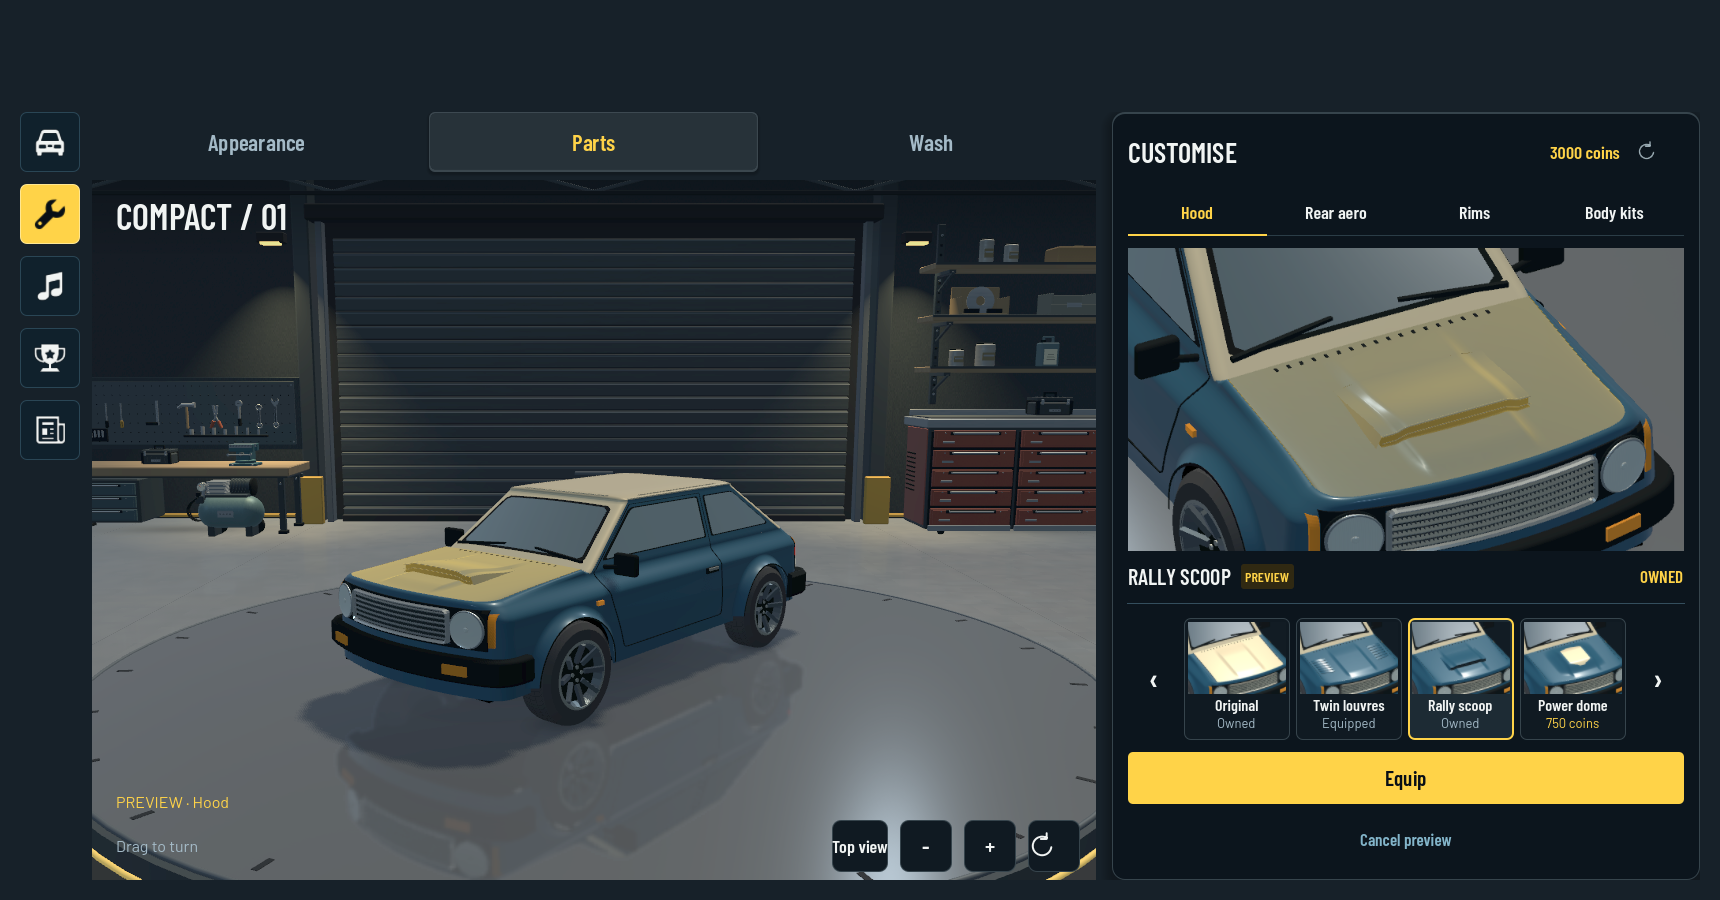 Appearance
Parts
Wash
COMPACT / 01
PREVIEW · Hood
Drag to turn
Top view
-
+
CUSTOMISE
3000 coins
Hood
Rear aero
Rims
Body kits
RALLY SCOOP
PREVIEW
OWNED
‹
Original
Owned
Twin louvres
Equipped
Rally scoop
Owned
Power dome
750 coins
›
Equip
Cancel preview